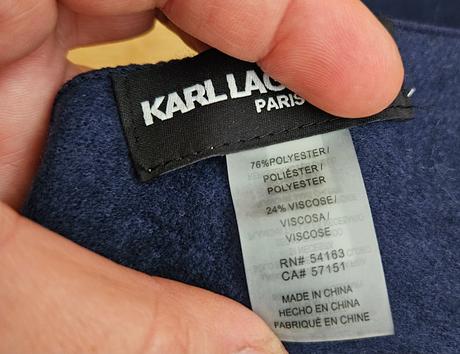 KARL LAG
PARIS
76%POLYESTER/
POLIÉSTER/
POLYESTER
24% VISCOSE/
VISCOSA/
VISCOSE
RN# 54163
CA# 57151
MADE IN CHINA
HECHO EN CHINA
FABRIQUÉ EN CHINE